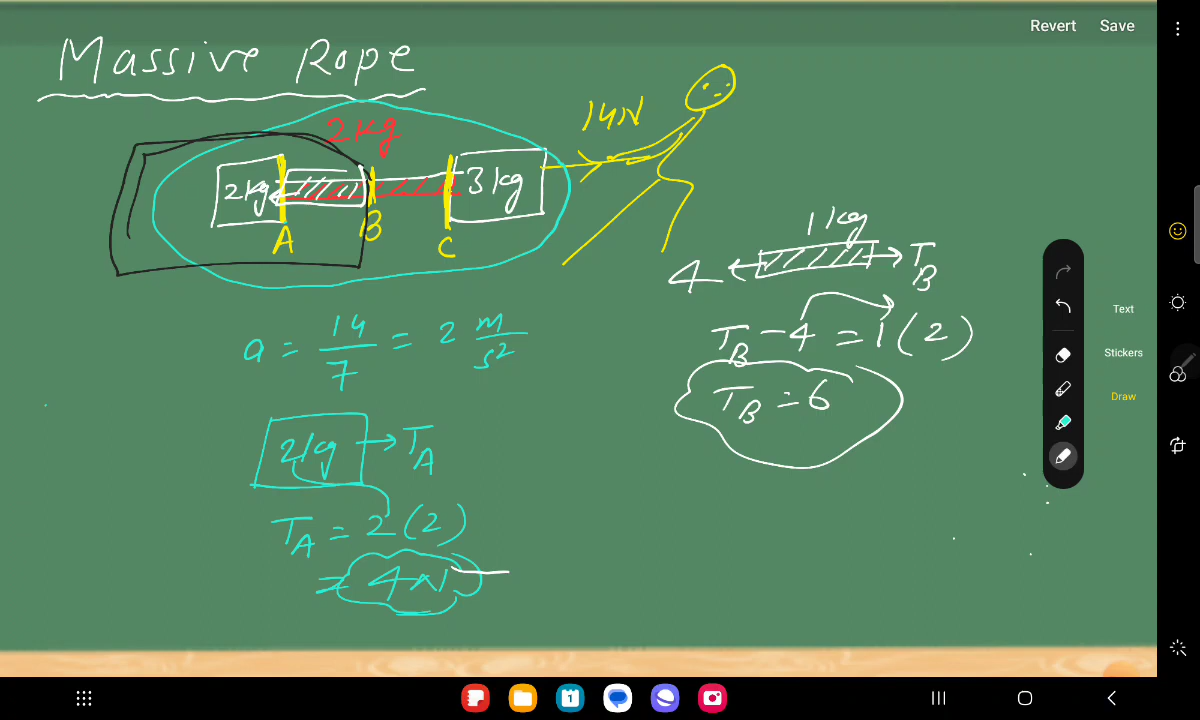 Revert Save
Massive Rope
14N
2kg
2kg 3kg
A B C
1kg
4 T_B
T_B - 4 = 1(2)
T_B = 6
a = 14/7 = 2 m/s²
2kg → T_A
T_A = 2(2)
= 4N
Text
Stickers
Draw
1